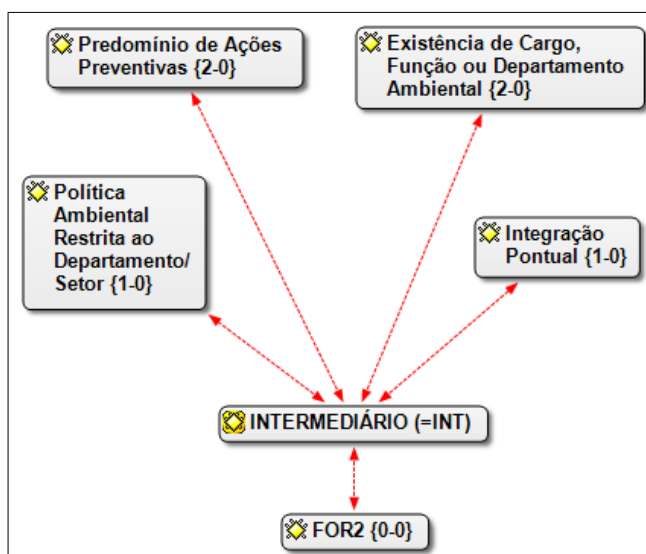 Predomínio de Ações
Preventivas {2-0}
Existência de Cargo,
Função ou Departamento
Ambiental {2-0}
Política
Ambiental
Restrita ao
Departamento/
Setor {1-0}
Integração
Pontual {1-0}
INTERMEDIÁRIO (=INT)
FOR2 {0-0}